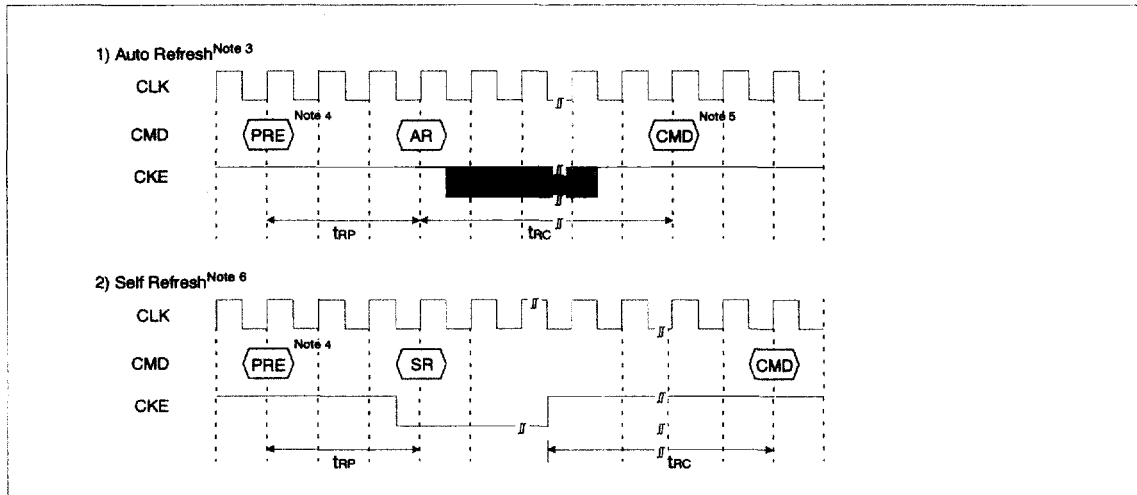 1) Auto Refresh Note 3
CLK
CMD PRE Note 4 AR CMD Note 5
CKE
tRP tRC
2) Self Refresh Note 6
CLK
CMD PRE Note 4 SR CMD
CKE
tRP tRC